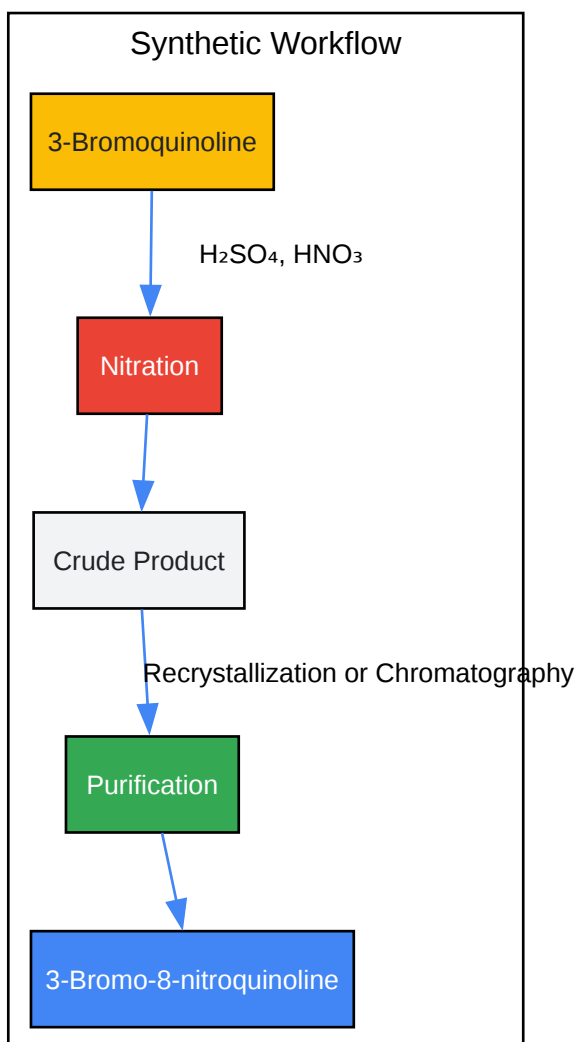 Synthetic Workflow
3-Bromoquinoline
H₂SO₄, HNO₃
Nitration
Crude Product
Recrystallization or Chromatography
Purification
3-Bromo-8-nitroquinoline